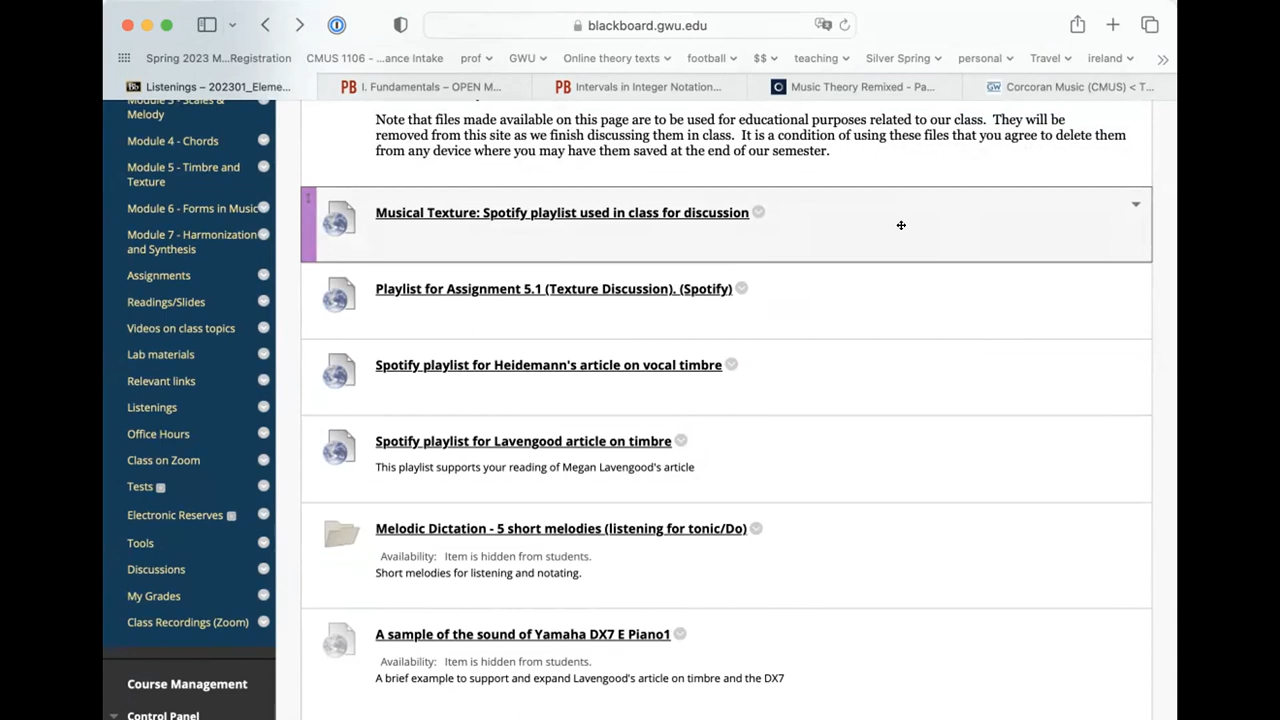 blackboard.gwu.edu
Spring 2023 M...Registration CMUS 1106 - ...ance Intake prof GWU Online theory texts football $$ teaching Silver Spring personal Travel ireland
Listenings – 202301_Eleme... I. Fundamentals – OPEN M... Intervals in Integer Notation... Music Theory Remixed - Pa... Corcoran Music (CMUS) < T...
Module 3 - Scales &
Melody
Module 4 - Chords
Module 5 - Timbre and
Texture
Module 6 - Forms in Music
Module 7 - Harmonization
and Synthesis
Assignments
Readings/Slides
Videos on class topics
Lab materials
Relevant links
Listenings
Office Hours
Class on Zoom
Tests
Electronic Reserves
Tools
Discussions
My Grades
Class Recordings (Zoom)
Course Management
Control Panel
Note that files made available on this page are to be used for educational purposes related to our class. They will be
removed from this site as we finish discussing them in class. It is a condition of using these files that you agree to delete them
from any device where you may have them saved at the end of our semester.
Musical Texture: Spotify playlist used in class for discussion
Playlist for Assignment 5.1 (Texture Discussion). (Spotify)
Spotify playlist for Heidemann's article on vocal timbre
Spotify playlist for Lavengood article on timbre
This playlist supports your reading of Megan Lavengood's article
Melodic Dictation - 5 short melodies (listening for tonic/Do)
Availability: Item is hidden from students.
Short melodies for listening and notating.
A sample of the sound of Yamaha DX7 E Piano1
Availability: Item is hidden from students.
A brief example to support and expand Lavengood's article on timbre and the DX7